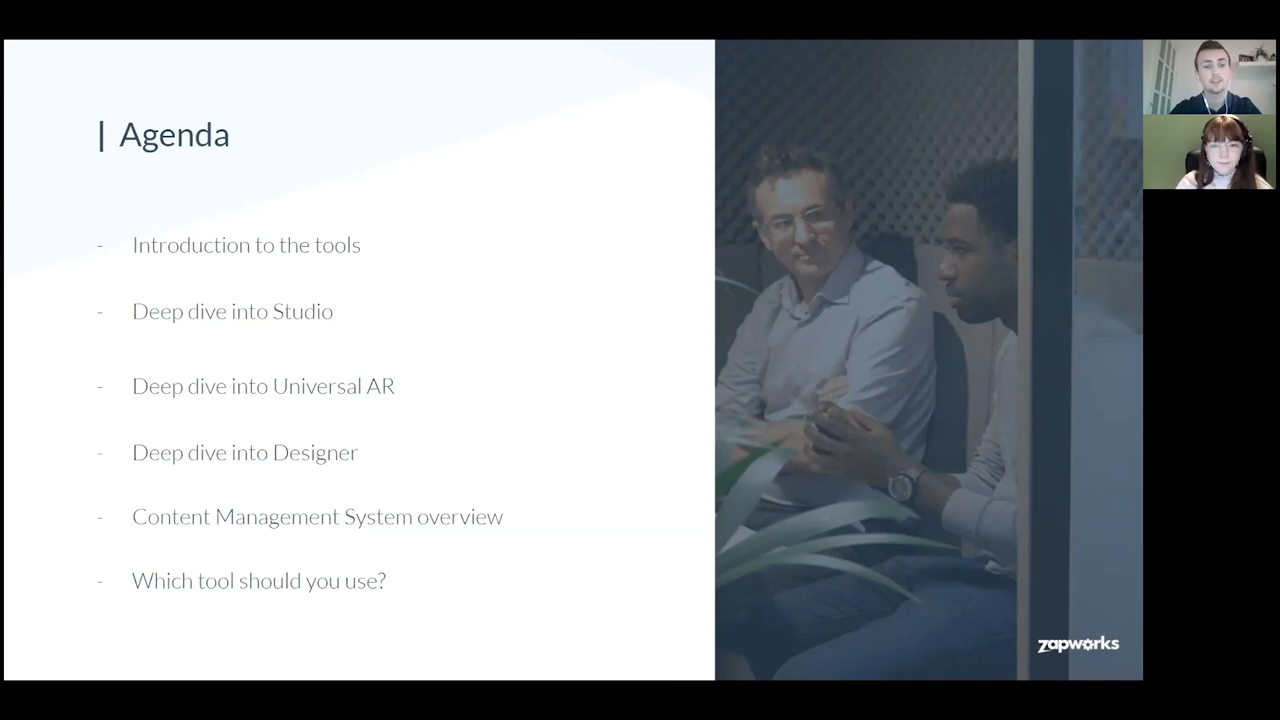 | Agenda
- Introduction to the tools
- Deep dive into Studio
- Deep dive into Universal AR
- Deep dive into Designer
- Content Management System overview
- Which tool should you use?
zapworks